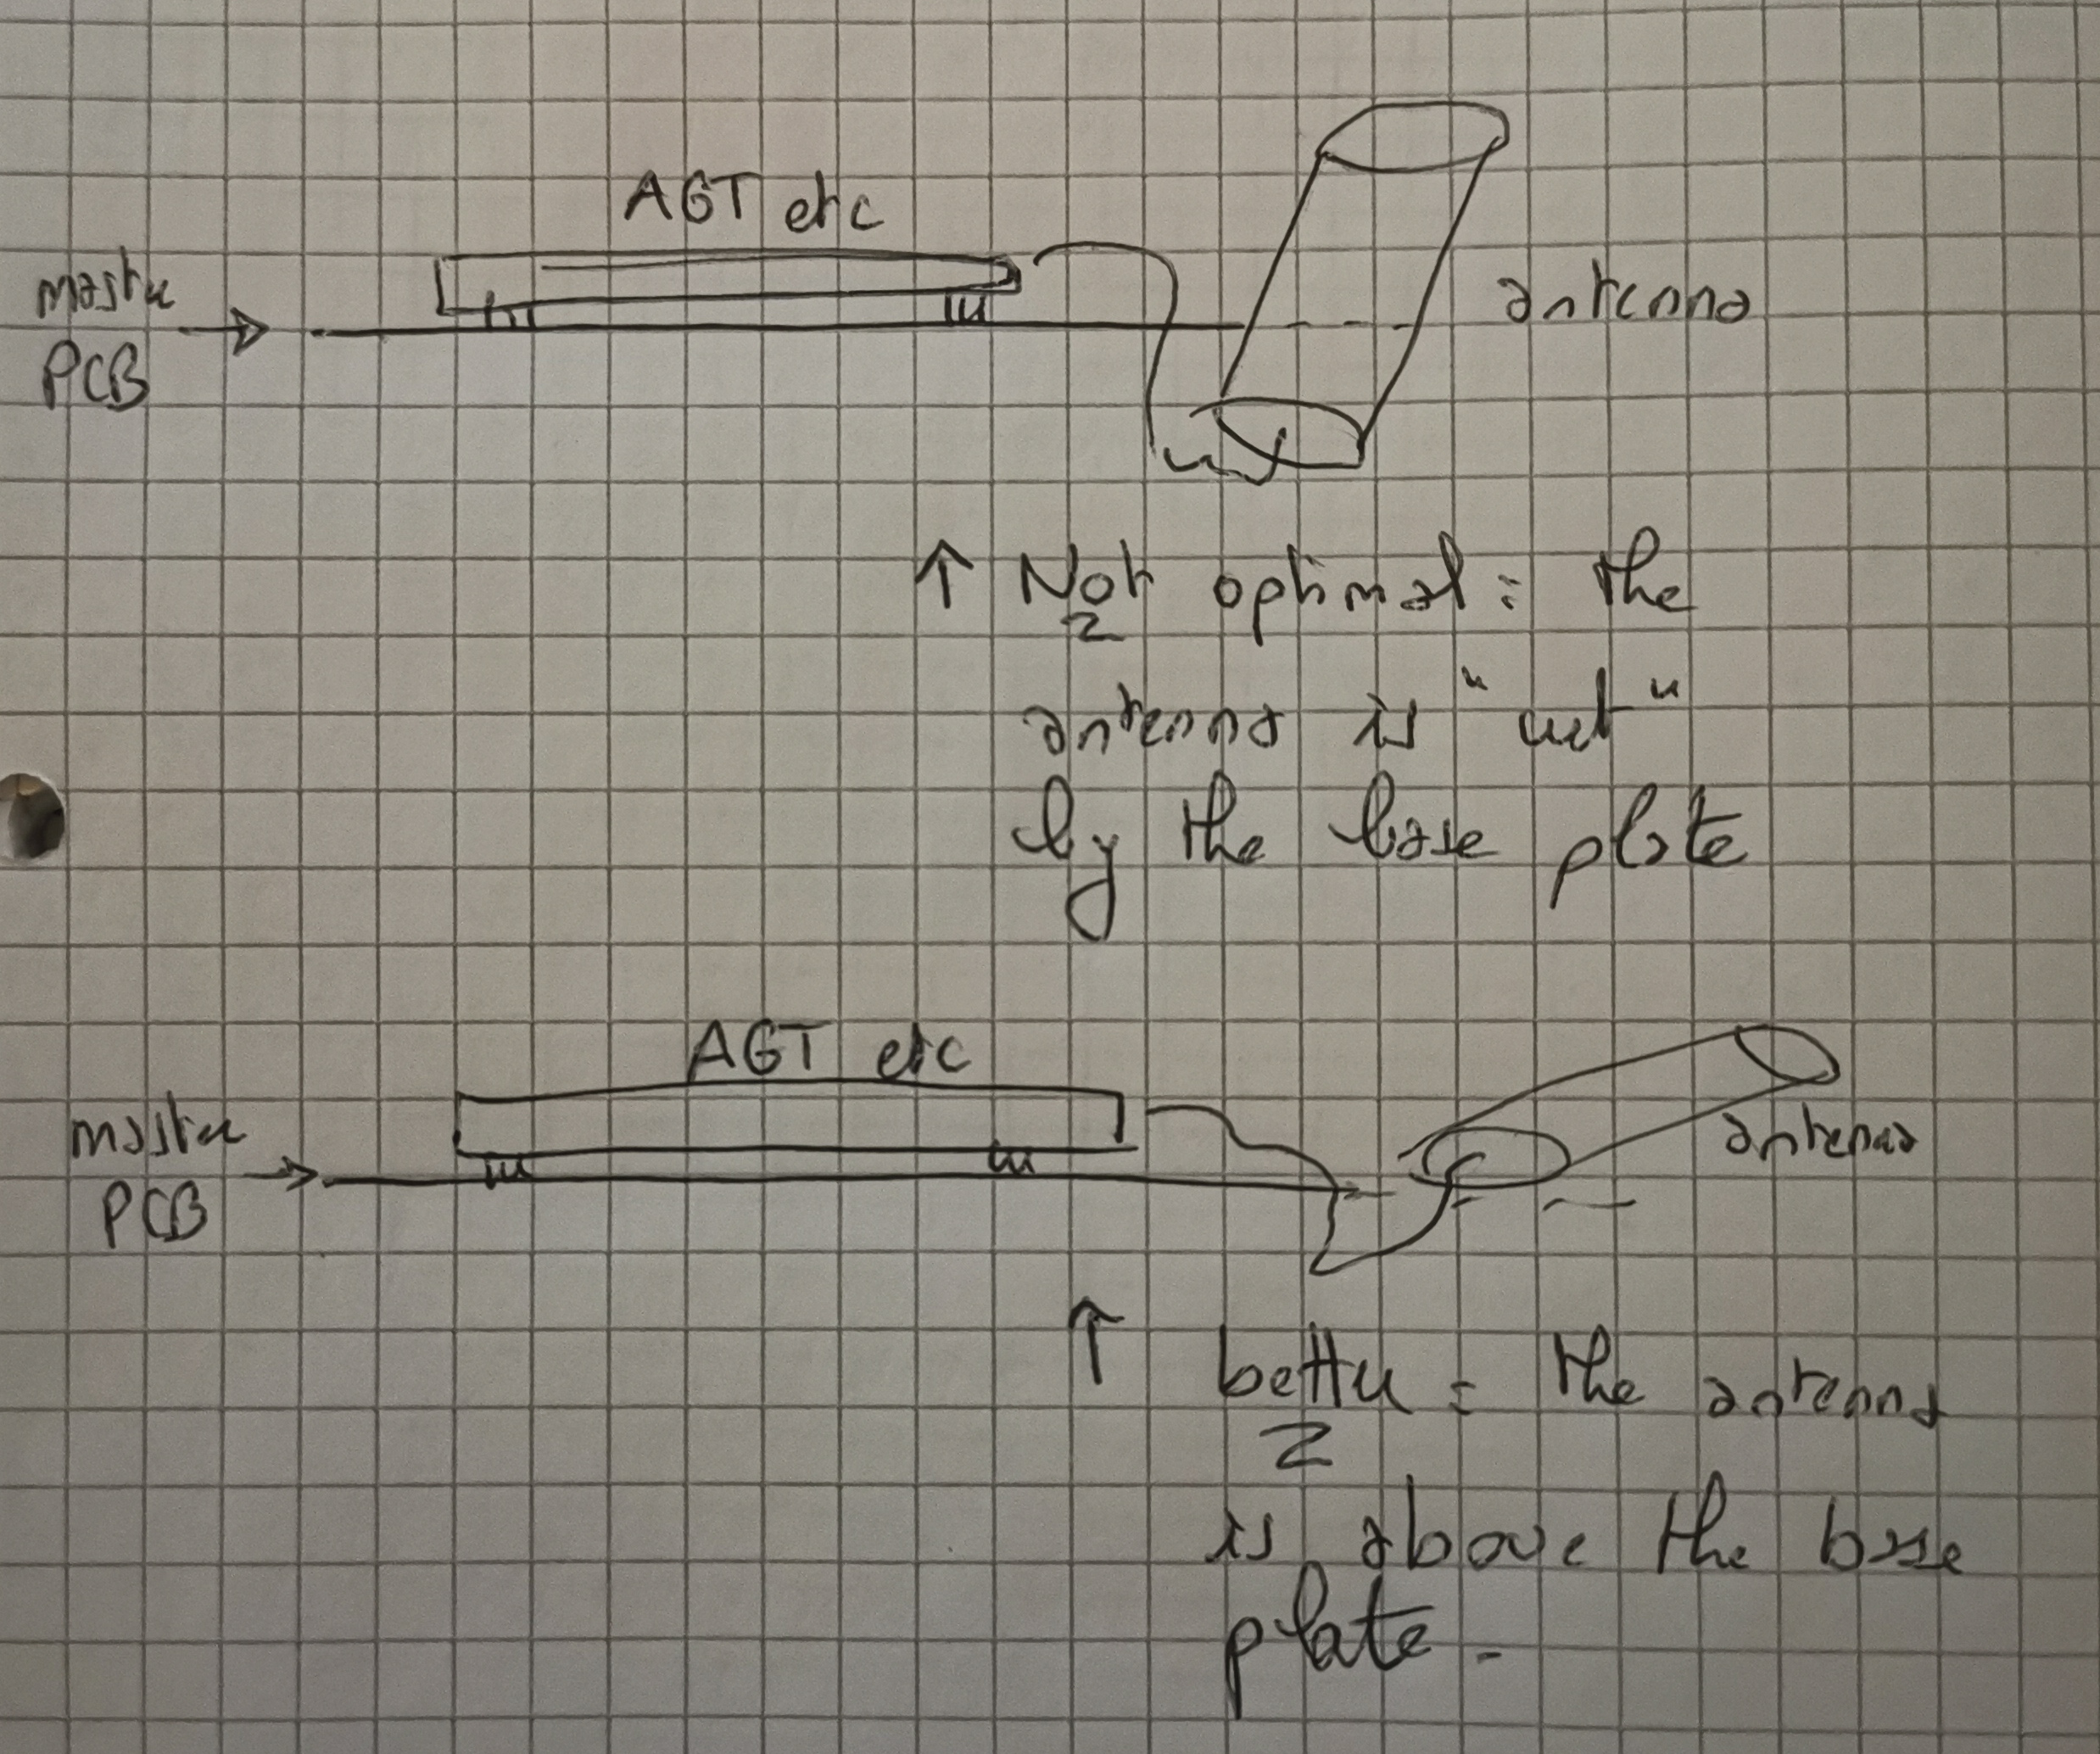 AGT etc
master
PCB
antenna
↑ Not optimal: the
antenna is "cut"
by the base plate
AGT etc
master
PCB
antenna
↑ better: the antenna
is above the base
plate.